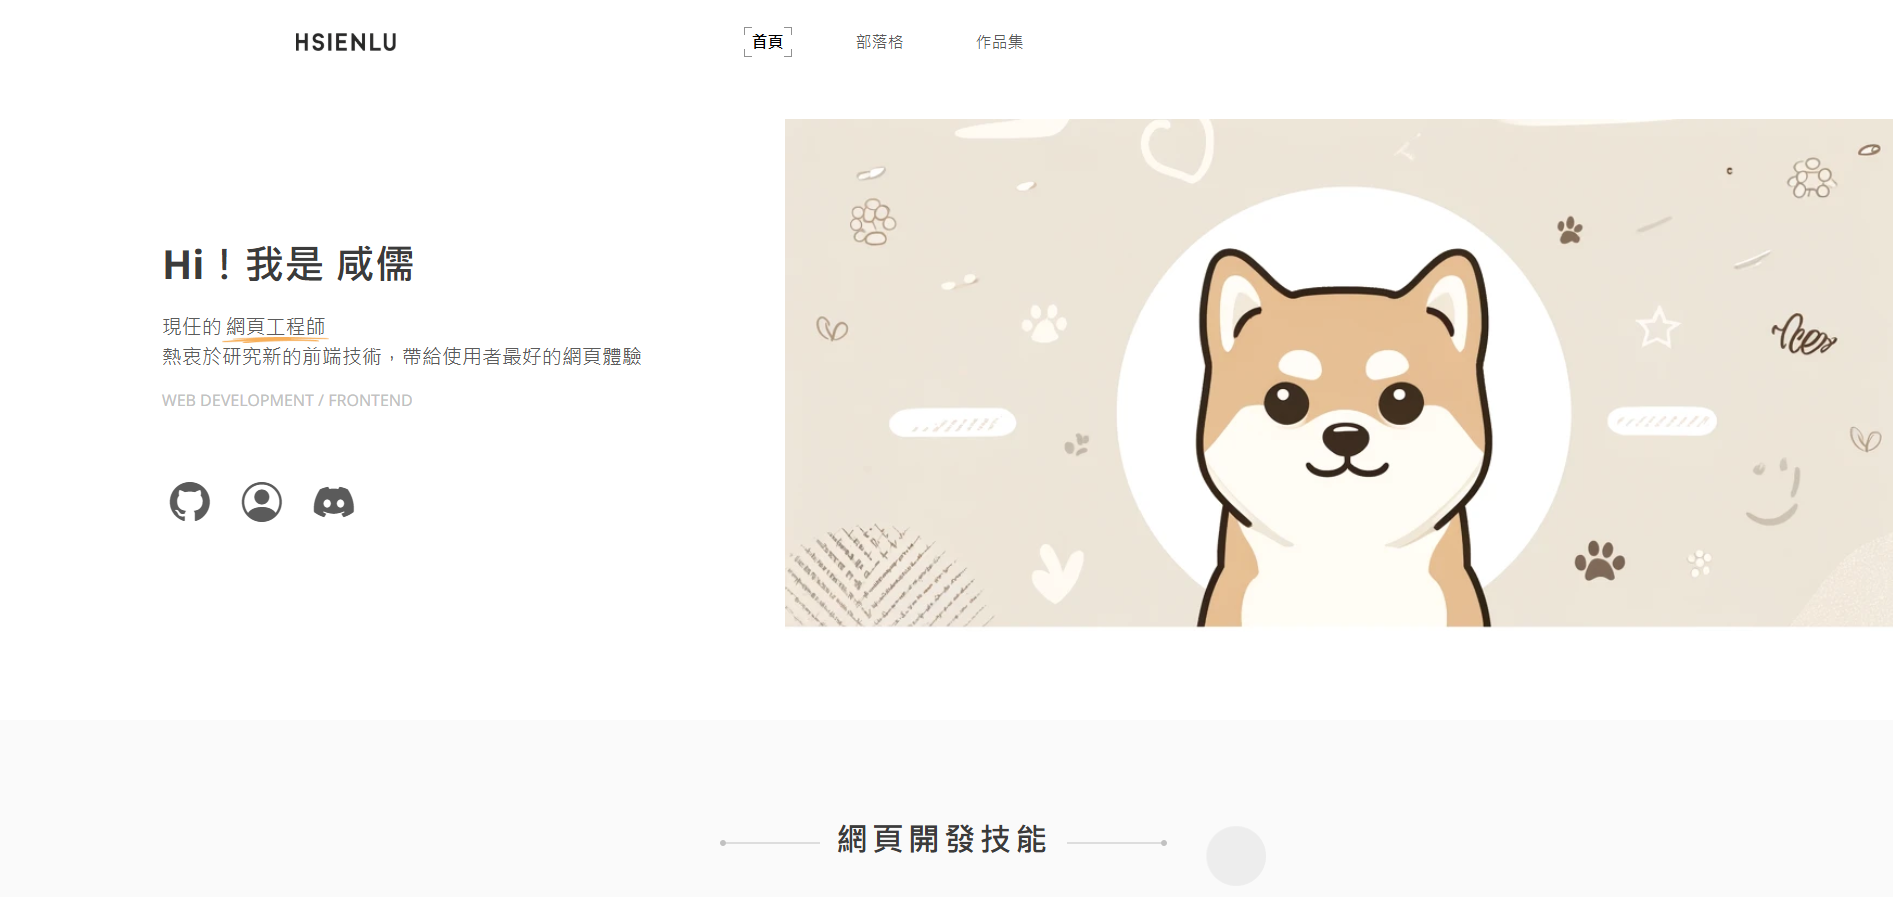 HSIENLU
首頁 部落格 作品集
Hi！我是 咸儒
現任的 網頁工程師
熱衷於研究新的前端技術，帶給使用者最好的網頁體驗
WEB DEVELOPMENT / FRONTEND
網頁開發技能